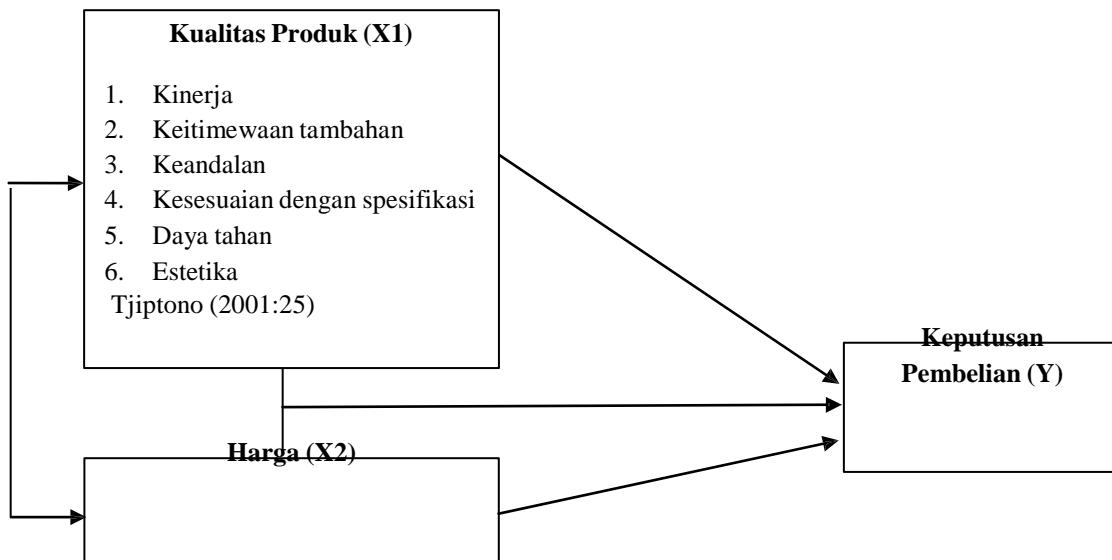 Kualitas Produk (X1)
1. Kinerja
2. Keitimewaan tambahan
3. Keandalan
4. Kesesuaian dengan spesifikasi
5. Daya tahan
6. Estetika
Tjiptono (2001:25)
Keputusan
Pembelian (Y)
Harga (X2)